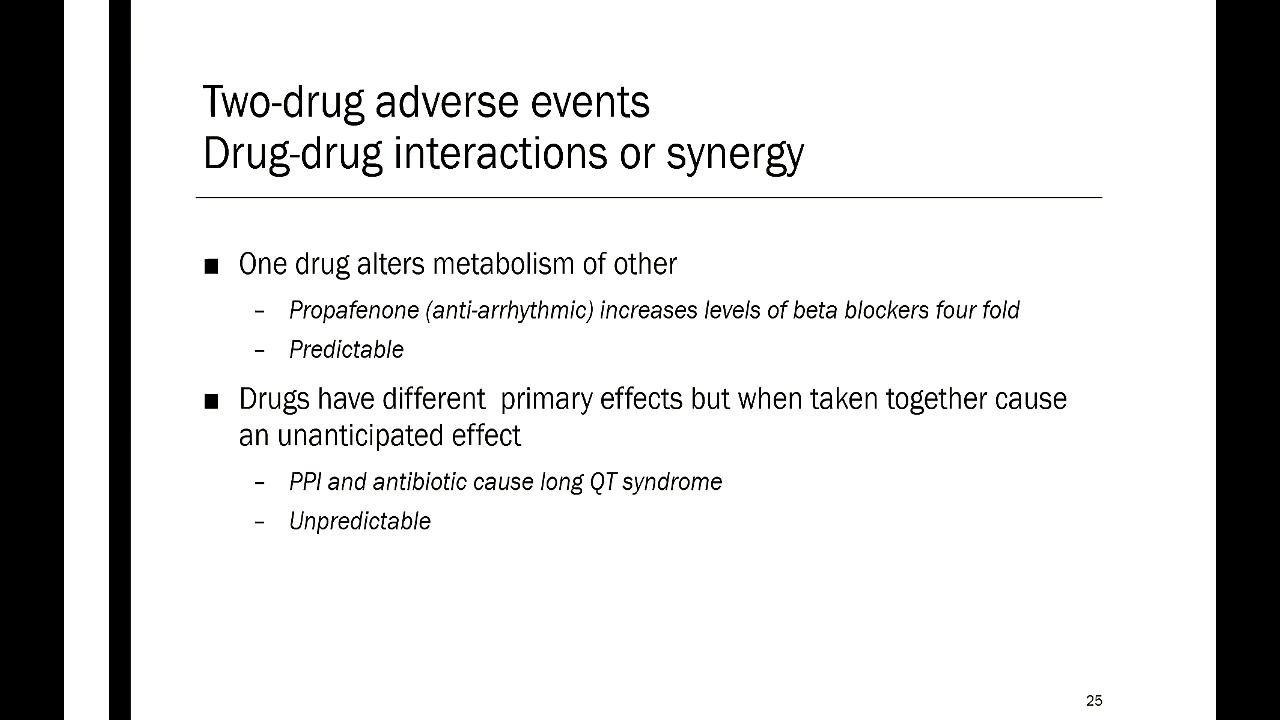 Two-drug adverse events
Drug-drug interactions or synergy
■ One drug alters metabolism of other
– Propafenone (anti-arrhythmic) increases levels of beta blockers four fold
– Predictable
■ Drugs have different  primary effects but when taken together cause
an unanticipated effect
– PPI and antibiotic cause long QT syndrome
– Unpredictable
25